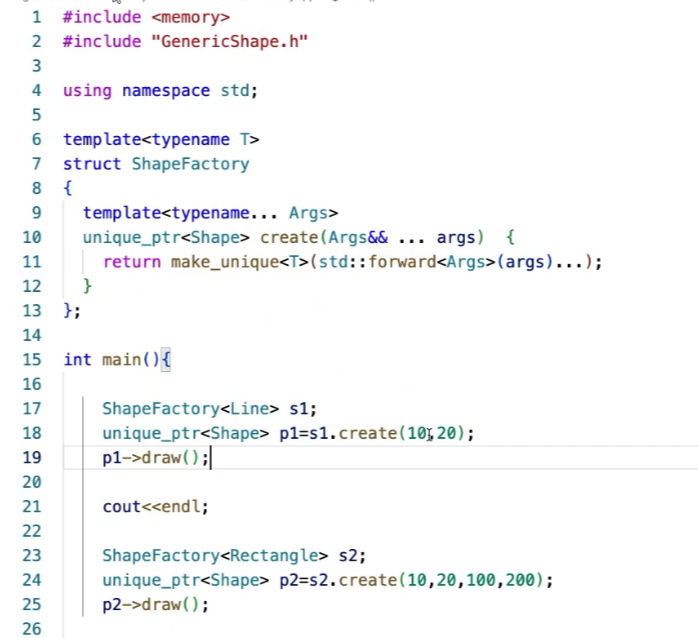 1 #include <memory>
2 #include "GenericShape.h"
3
4 using namespace std;
5
6 template<typename T>
7 struct ShapeFactory
8 {
9 template<typename... Args>
10 unique_ptr<Shape> create(Args&& ... args)  {
11 return make_unique<T>(std::forward<Args>(args)...);
12 }
13 };
14
15 int main(){
16
17 ShapeFactory<Line> s1;
18 unique_ptr<Shape> p1=s1.create(10,20);
19 p1->draw();
20
21 cout<<endl;
22
23 ShapeFactory<Rectangle> s2;
24 unique_ptr<Shape> p2=s2.create(10,20,100,200);
25 p2->draw();
26